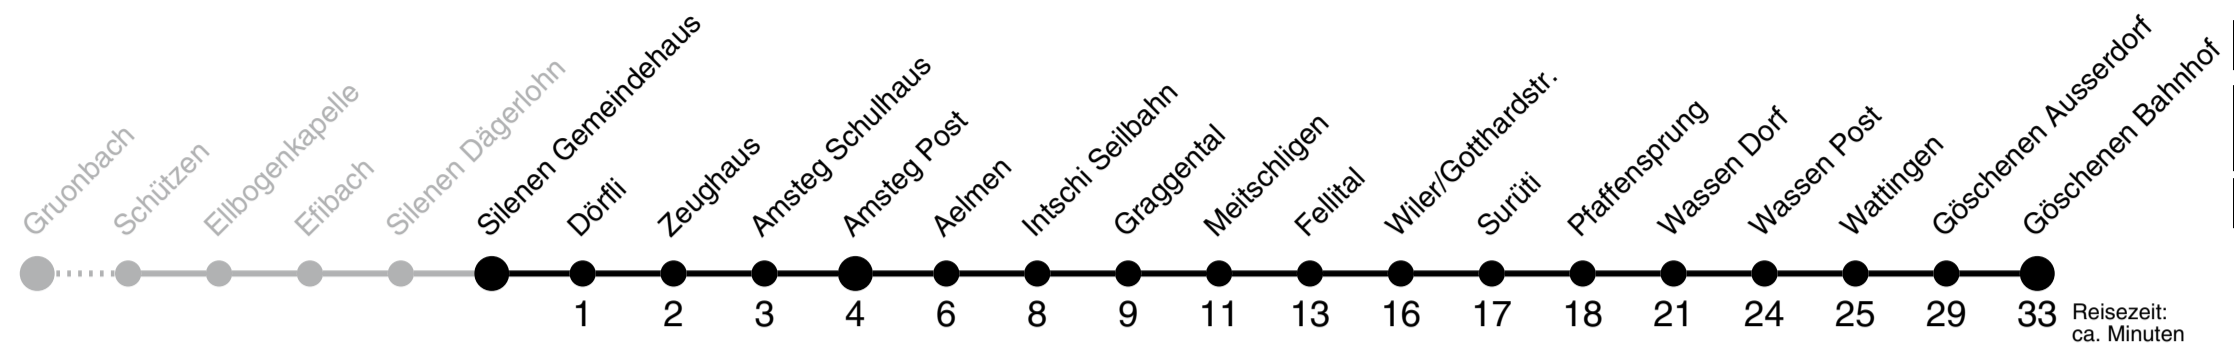 Gruonbach
Schützen
Ellbogenkapelle
Efibach
Silenen Dägerlohn
Silenen Gemeindehaus
Dörfli
Zeughaus
Amsteg Schulhaus
Amsteg Post
Aelmen
Intschi Seilbahn
Graggental
Meitschligen
Fellital
Wiler/Gotthardstr.
Surüti
Pfaffensprung
Wassen Dorf
Wassen Post
Wattingen
Göschenen Ausserdorf
Göschenen Bahnhof
1 2 3 4 6 8 9 11 13 16 17 18 21 24 25 29 33
Reisezeit:
ca. Minuten